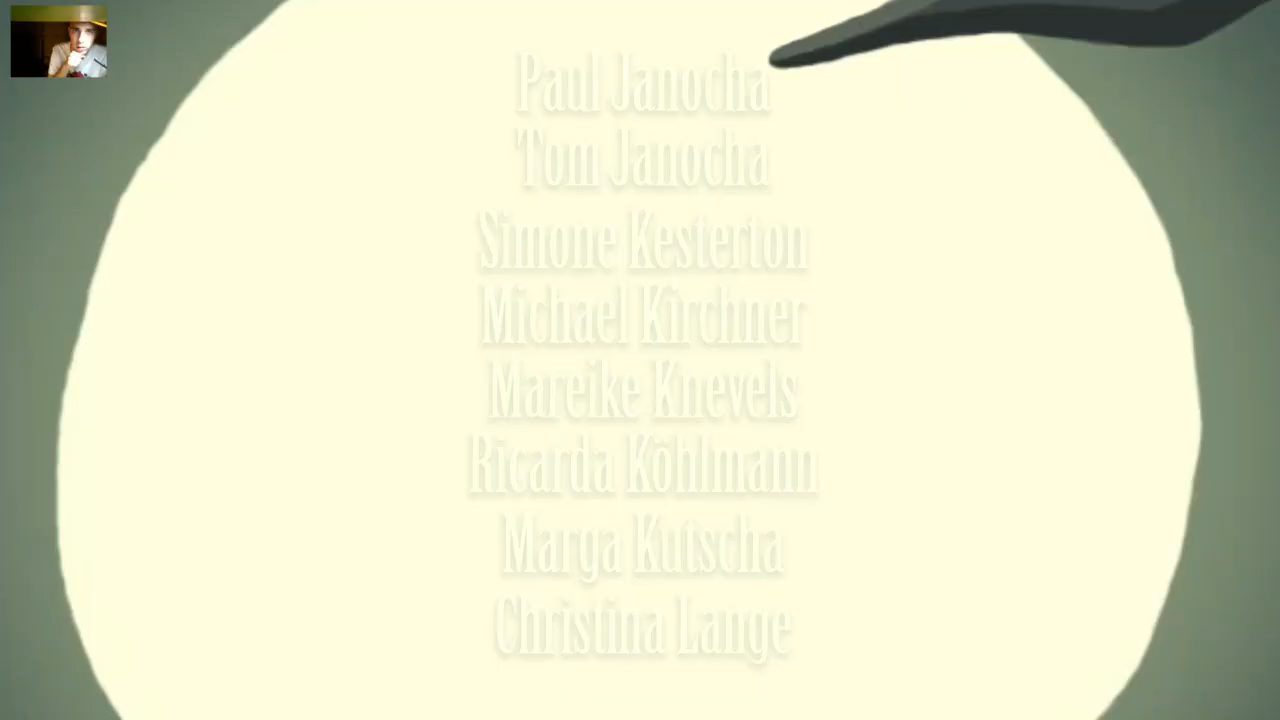 Paul Janocha
Tom Janocha
Simone Kesterton
Michael Kirchner
Mareike Knevels
Ricarda Köhlmann
Marga Kutscha
Christina Lange